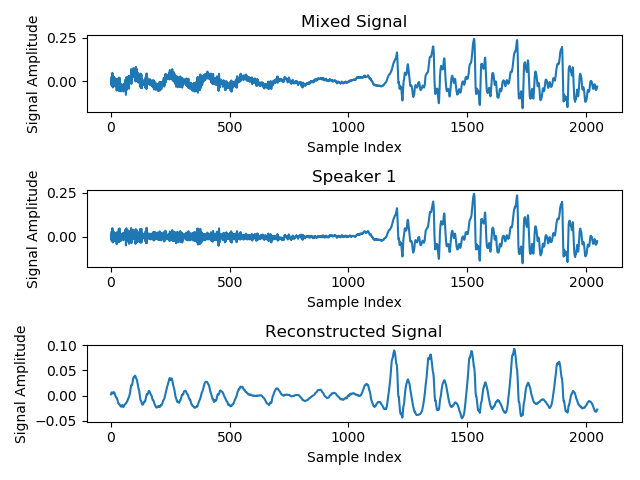 Mixed Signal
Signal Amplitude
0.25
0.00
0 500 1000 1500 2000
Sample Index
Speaker 1
Signal Amplitude
0.25
0.00
0 500 1000 1500 2000
Sample Index
Reconstructed Signal
Signal Amplitude
0.10
0.05
0.00
−0.05
0 500 1000 1500 2000
Sample Index